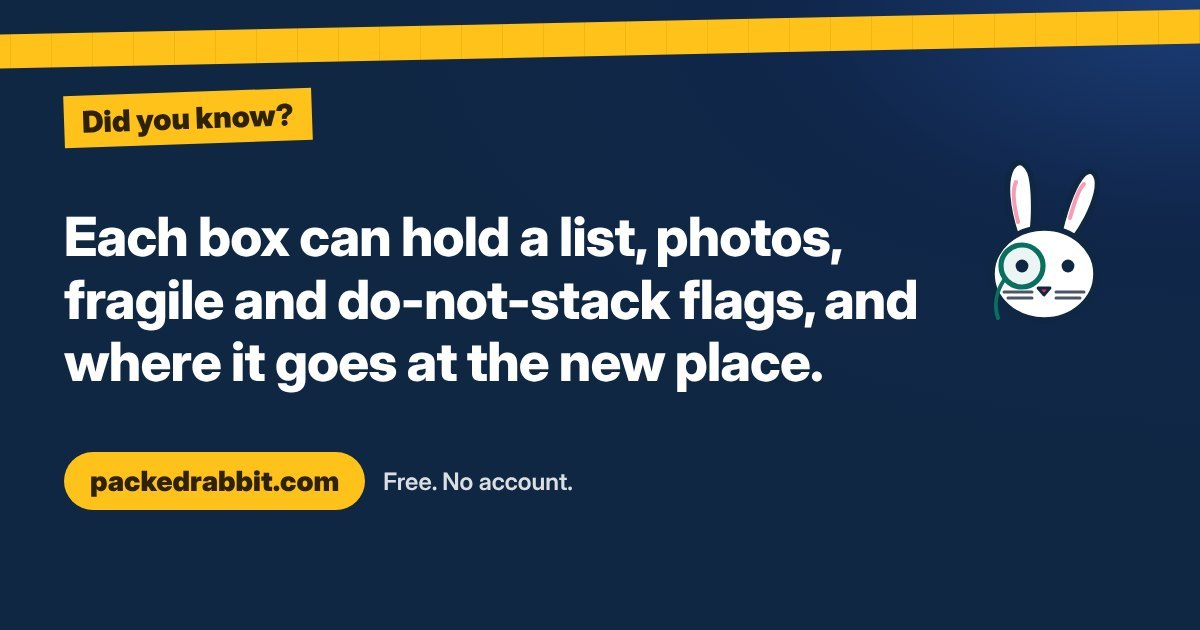 Did you know?
Each box can hold a list, photos,
fragile and do-not-stack flags, and
where it goes at the new place.
packedrabbit.com
Free. No account.